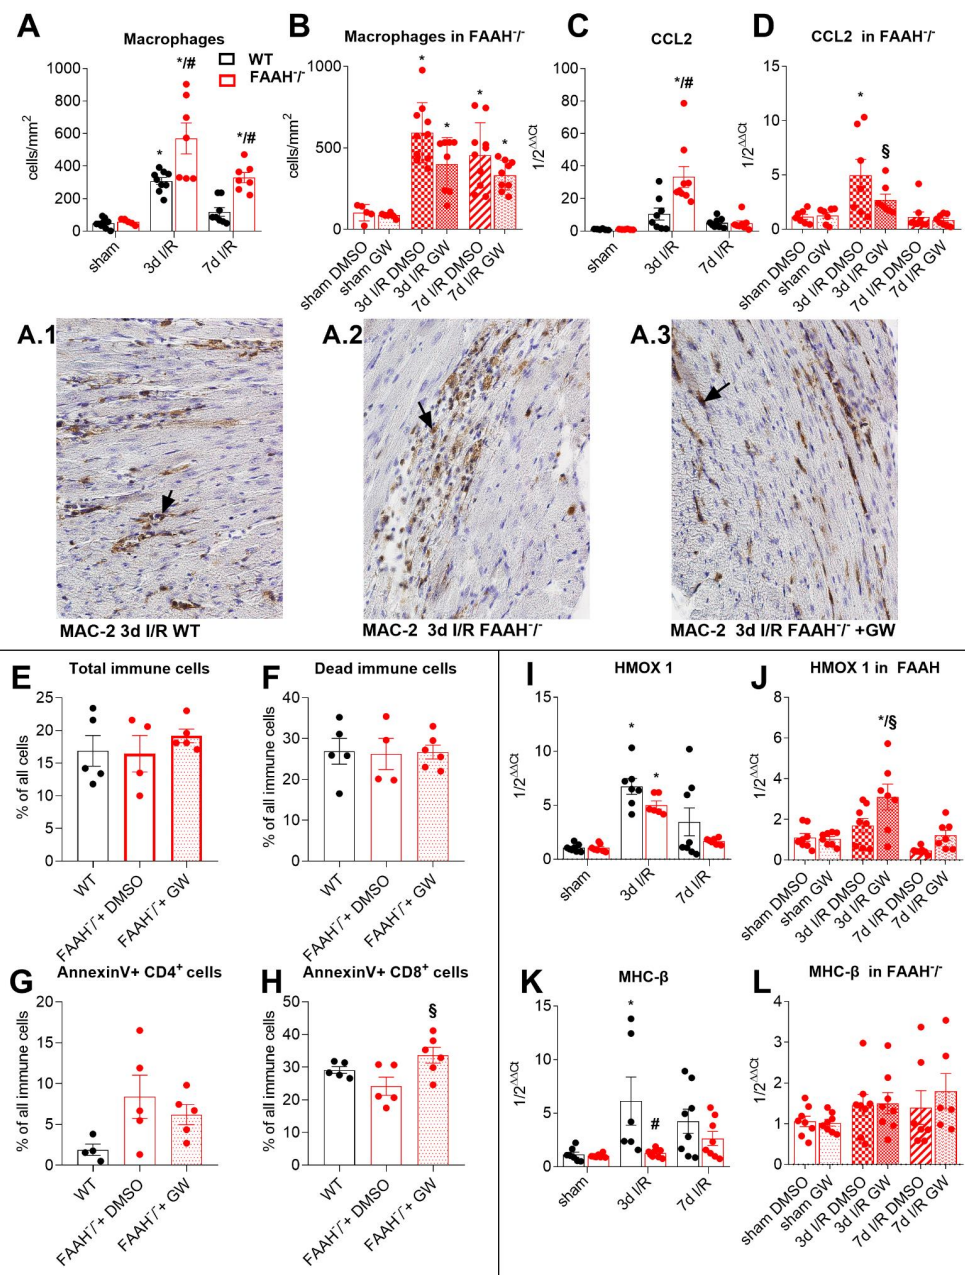 A
Macrophages
WT
FAAH⁻/⁻
cells/mm²
1000
800
600
400
200
0
*
*/#
*/#
sham
3d I/R
7d I/R
B
Macrophages in FAAH⁻/⁻
cells/mm²
1000
500
0
*
*
*
*
sham DMSO
sham GW
3d I/R DMSO
3d I/R GW
7d I/R DMSO
7d I/R GW
C
CCL2
1/2^ΔΔCt
100
80
60
40
20
0
*/#
sham
3d I/R
7d I/R
D
CCL2 in FAAH⁻/⁻
1/2^ΔΔCt
15
10
5
0
*
§
sham DMSO
sham GW
3d I/R DMSO
3d I/R GW
7d I/R DMSO
7d I/R GW
A.1
MAC-2 3d I/R WT
A.2
MAC-2 3d I/R FAAH⁻/⁻
A.3
MAC-2 3d I/R FAAH⁻/⁻ +GW
E
Total immune cells
% of all cells
25
20
15
10
5
0
WT
FAAH⁻/⁻+ DMSO
FAAH⁻/⁻+ GW
F
Dead immune cells
% of all immune cells
40
30
20
10
0
WT
FAAH⁻/⁻+ DMSO
FAAH⁻/⁻+ GW
G
AnnexinV+ CD4⁺ cells
% of all immune cells
20
15
10
5
0
WT
FAAH⁻/⁻+ DMSO
FAAH⁻/⁻+ GW
H
AnnexinV+ CD8⁺ cells
% of all immune cells
50
40
30
20
10
0
§
WT
FAAH⁻/⁻+ DMSO
FAAH⁻/⁻+ GW
I
HMOX 1
1/2^ΔΔCt
15
10
5
0
*
*
sham
3d I/R
7d I/R
J
HMOX 1 in FAAH
1/2^ΔΔCt
8
6
4
2
0
*/§
sham DMSO
sham GW
3d I/R DMSO
3d I/R GW
7d I/R DMSO
7d I/R GW
K
MHC-β
1/2^ΔΔCt
15
10
5
0
*
#
sham
3d I/R
7d I/R
L
MHC-β in FAAH⁻/⁻
1/2^ΔΔCt
4
3
2
1
0
sham DMSO
sham GW
3d I/R DMSO
3d I/R GW
7d I/R DMSO
7d I/R GW